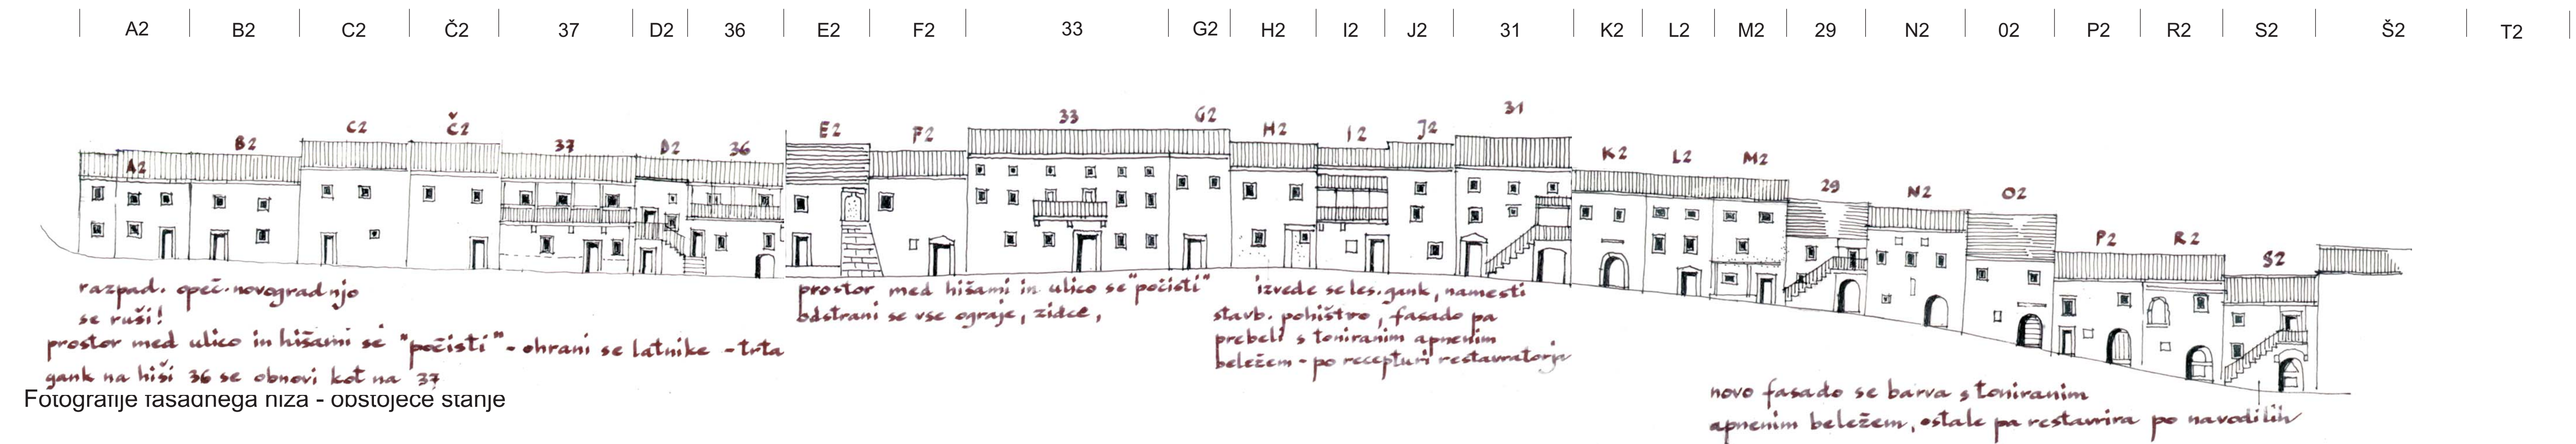 A2 B2 C2 Č2 37 D2 36 E2 F2 33 G2 H2 I2 J2 31 K2 L2 M2 29 N2 02 P2 R2 S2 Š2 T2
A2 B2 C2 Č2 37 D2 36 E2 F2 33 G2 H2 I2 J2 31 K2 L2 M2 29 N2 O2 P2 R2 S2
razpad. opeč. novogradnjo
se ruši!
prostor med ulico in hišami se "počisti" - ohrani se latnike - trta
gank na hiši 36 se obnovi kot na 37
prostor med hišami in ulico se "počisti"
odstrani se vse ograje, zidce,
izvede se les. gank, namesti
stavb. pohištvo, fasado pa
prebeli s toniranim apnenim
beležem - po recepturi restavratorja
novo fasado se barva s toniranim
apnenim beležem, ostale pa restavrira po navodilih
Fotografije fasadnega niza - obstoječe stanje